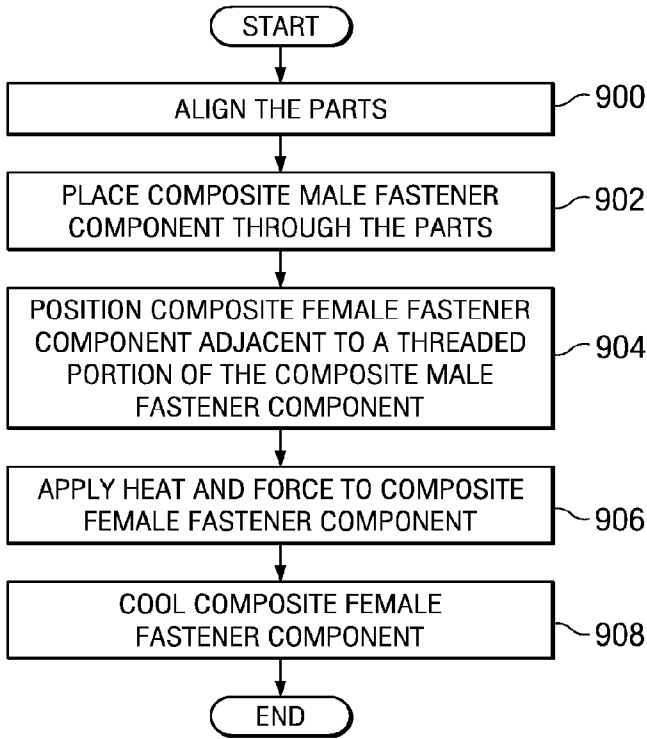 START
ALIGN THE PARTS
900
PLACE COMPOSITE MALE FASTENER
COMPONENT THROUGH THE PARTS
902
POSITION COMPOSITE FEMALE FASTENER
COMPONENT ADJACENT TO A THREADED
PORTION OF THE COMPOSITE MALE
FASTENER COMPONENT
904
APPLY HEAT AND FORCE TO COMPOSITE
FEMALE FASTENER COMPONENT
906
COOL COMPOSITE FEMALE
FASTENER COMPONENT
908
END